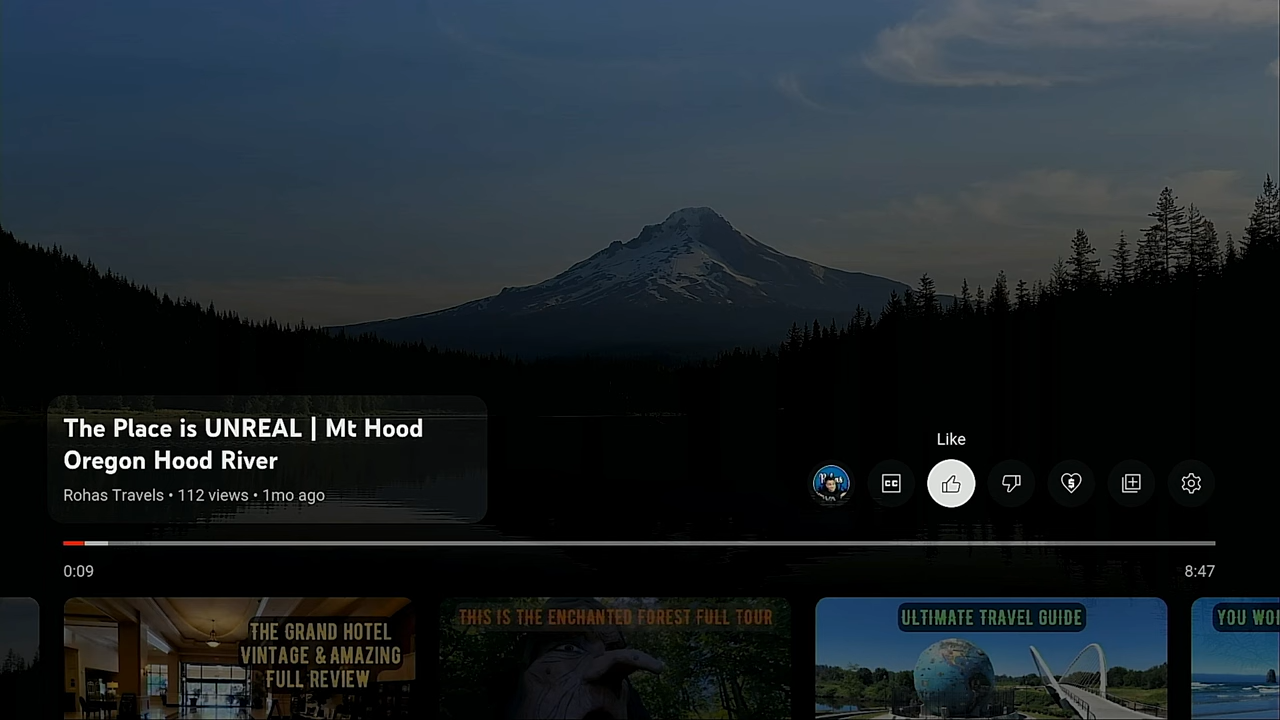 The Place is UNREAL | Mt Hood
Oregon Hood River
Rohas Travels • 112 views • 1mo ago
Like
CC
0:09
8:47
THE GRAND HOTEL
VINTAGE & AMAZING
FULL REVIEW
THIS IS THE ENCHANTED FOREST FULL TOUR
ULTIMATE TRAVEL GUIDE
YOU